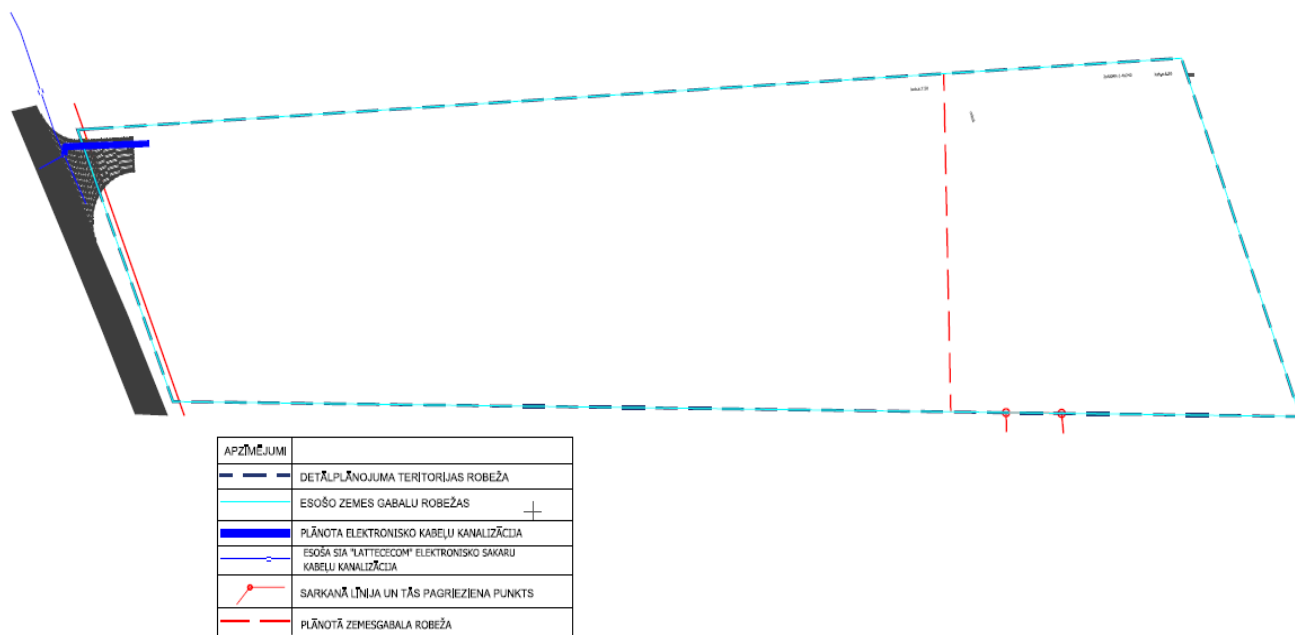 APZĪMĒJUMI
DETĀLPLĀNOJUMA TERITORIJAS ROBEŽA
ESOŠO ZEMES GABALU ROBEŽAS
PLĀNOTA ELEKTRONISKO KABEĻU KANALIZĀCIJA
ESOŠA SIA "LATTECECOM" ELEKTRONISKO SAKARU
KABEĻU KANALIZĀCIJA
SARKANĀ LĪNIJA UN TĀS PAGRIEZIENA PUNKTS
PLĀNOTĀ ZEMESGABALA ROBEŽA